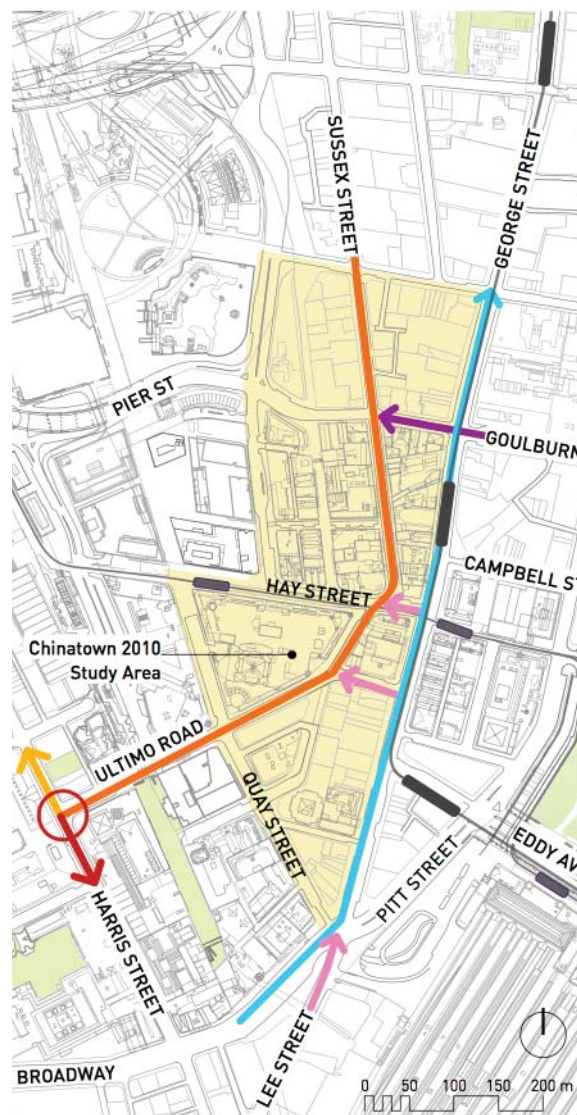 SUSSEX STREET
GEORGE STREET
PIER ST
GOULBURN
CAMPBELL ST
HAY STREET
Chinatown 2010
Study Area
ULTIMO ROAD
QUAY STREET
EDDY AV
PITT STREET
HARRIS STREET
LEE STREET
BROADWAY
0 50 100 150 200 m